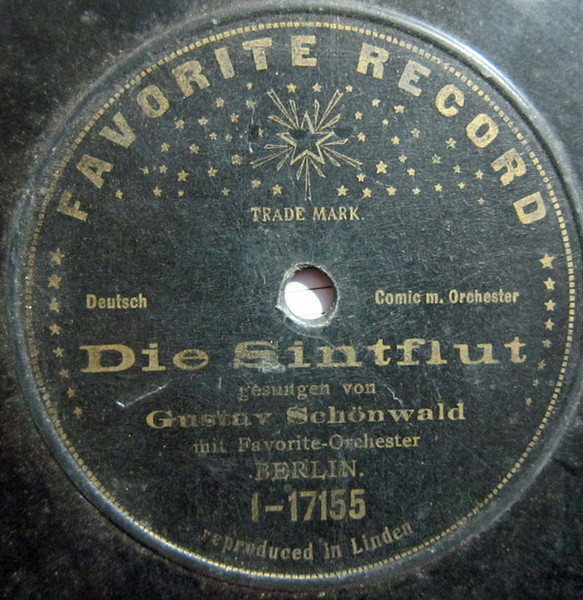 FAVORITE RECORD
TRADE MARK.
Deutsch
Comic m. Orchester
Die Sintflut
gesungen von
Gustav Schönwald
mit Favorite-Orchester
BERLIN.
1-17155
reproduced in Linden